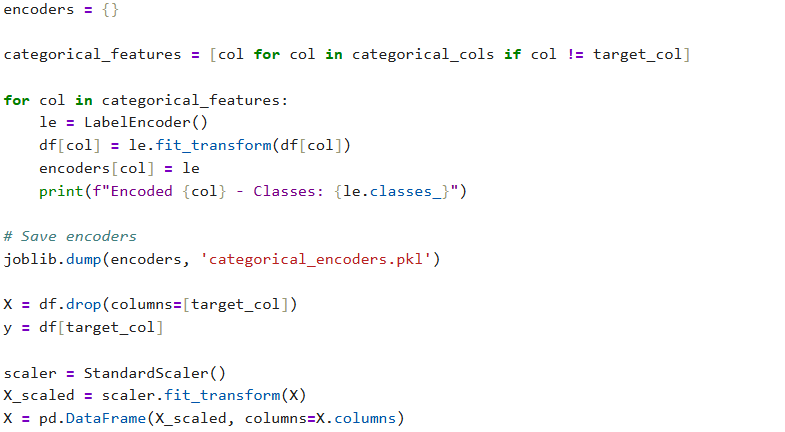 encoders = {}
categorical_features = [col for col in categorical_cols if col != target_col]
for col in categorical_features:
    le = LabelEncoder()
    df[col] = le.fit_transform(df[col])
    encoders[col] = le
    print(f"Encoded {col} - Classes: {le.classes_}")
# Save encoders
joblib.dump(encoders, 'categorical_encoders.pkl')
X = df.drop(columns=[target_col])
y = df[target_col]
scaler = StandardScaler()
X_scaled = scaler.fit_transform(X)
X = pd.DataFrame(X_scaled, columns=X.columns)